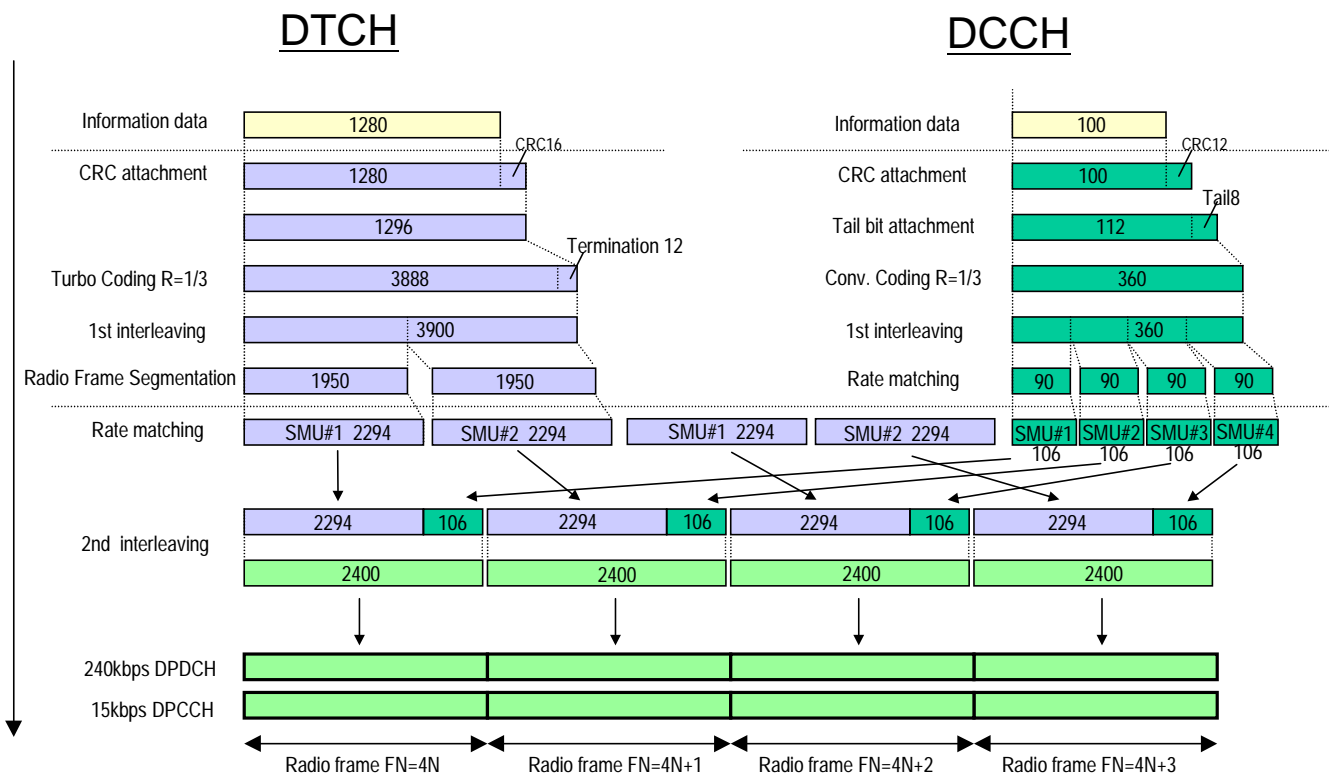 DTCH
DCCH
Information data
1280
Information data
100
CRC16
CRC12
CRC attachment
1280
CRC attachment
100
Tail8
1296
Tail bit attachment
112
Termination 12
Turbo Coding R=1/3
3888
Conv. Coding R=1/3
360
1st interleaving
3900
1st interleaving
360
Radio Frame Segmentation
1950
1950
Rate matching
90
90
90
90
Rate matching
SMU#1 2294
SMU#2 2294
SMU#1 2294
SMU#2 2294
SMU#1
SMU#2
SMU#3
SMU#4
106
106
106
106
2nd interleaving
2294
106
2294
106
2294
106
2294
106
2400
2400
2400
2400
240kbps DPDCH
15kbps DPCCH
Radio frame FN=4N
Radio frame FN=4N+1
Radio frame FN=4N+2
Radio frame FN=4N+3